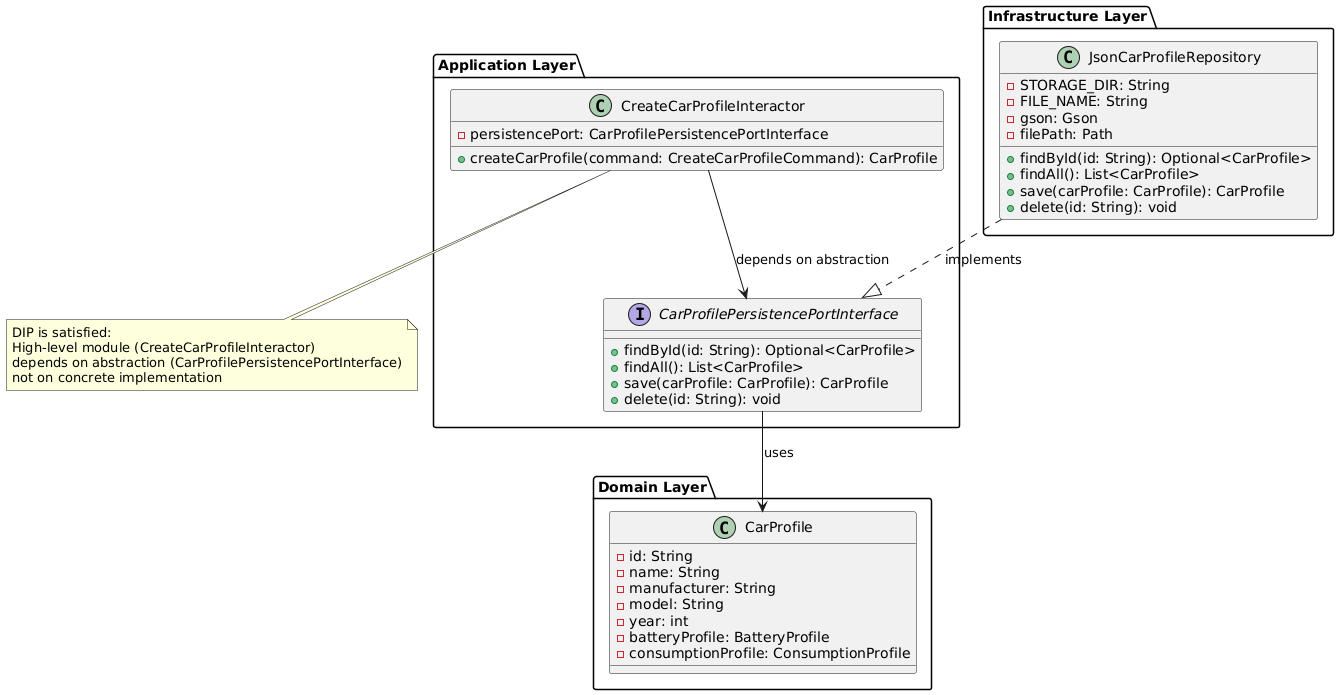 Infrastructure Layer
C JsonCarProfileRepository
STORAGE_DIR: String
FILE_NAME: String
gson: Gson
filePath: Path
findById(id: String): Optional<CarProfile>
findAll(): List<CarProfile>
save(carProfile: CarProfile): CarProfile
delete(id: String): void
Application Layer
C CreateCarProfileInteractor
persistencePort: CarProfilePersistencePortInterface
createCarProfile(command: CreateCarProfileCommand): CarProfile
depends on abstraction
implements
DIP is satisfied:
High-level module (CreateCarProfileInteractor)
depends on abstraction (CarProfilePersistencePortInterface)
not on concrete implementation
I CarProfilePersistencePortInterface
findById(id: String): Optional<CarProfile>
findAll(): List<CarProfile>
save(carProfile: CarProfile): CarProfile
delete(id: String): void
uses
Domain Layer
C CarProfile
id: String
name: String
manufacturer: String
model: String
year: int
batteryProfile: BatteryProfile
consumptionProfile: ConsumptionProfile